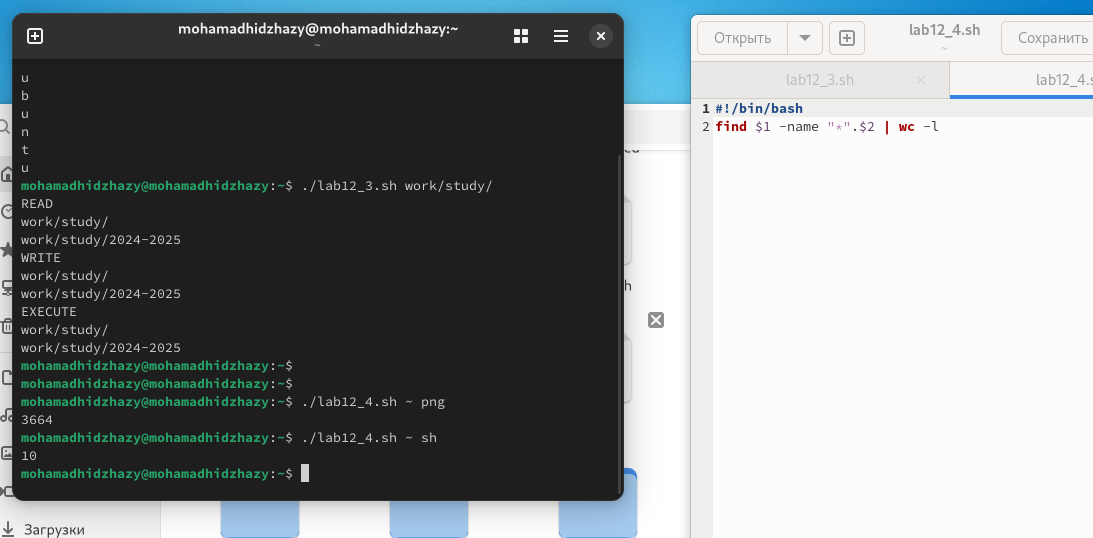 mohamadhidzhazy@mohamadhidzhazy:~
~
u
b
u
n
t
u
mohamadhidzhazy@mohamadhidzhazy:~$ ./lab12_3.sh work/study/
READ
work/study/
work/study/2024-2025
WRITE
work/study/
work/study/2024-2025
EXECUTE
work/study/
work/study/2024-2025
mohamadhidzhazy@mohamadhidzhazy:~$
mohamadhidzhazy@mohamadhidzhazy:~$
mohamadhidzhazy@mohamadhidzhazy:~$ ./lab12_4.sh ~ png
3664
mohamadhidzhazy@mohamadhidzhazy:~$ ./lab12_4.sh ~ sh
10
mohamadhidzhazy@mohamadhidzhazy:~$
Загрузки
h
Открыть
lab12_4.sh
~
Сохранить
lab12_3.sh
lab12_4.s
1 #!/bin/bash
2 find $1 -name "*".$2 | wc -l